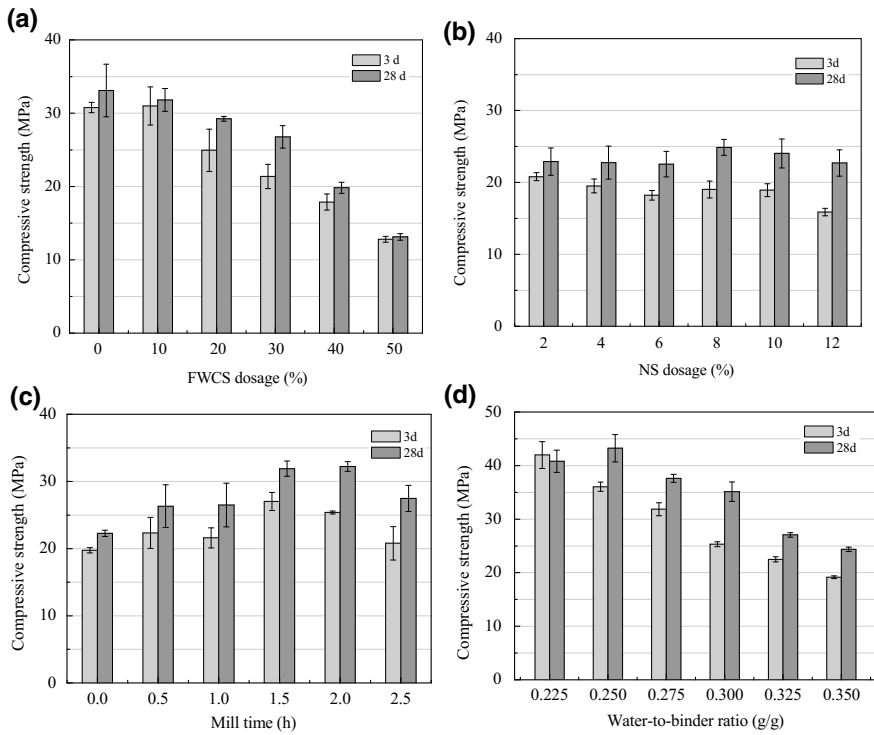 (a)
Compressive strength (MPa)
40
30
20
10
0
3 d
28 d
0 10 20 30 40 50
FWCS dosage (%)
(b)
Compressive strength (MPa)
40
30
20
10
0
3d
28d
2 4 6 8 10 12
NS dosage (%)
(c)
Compressive strength (MPa)
40
30
20
10
0
3d
28d
0.0 0.5 1.0 1.5 2.0 2.5
Mill time (h)
(d)
Compressive strength (MPa)
50
40
30
20
10
0
3d
28d
0.225 0.250 0.275 0.300 0.325 0.350
Water-to-binder ratio (g/g)